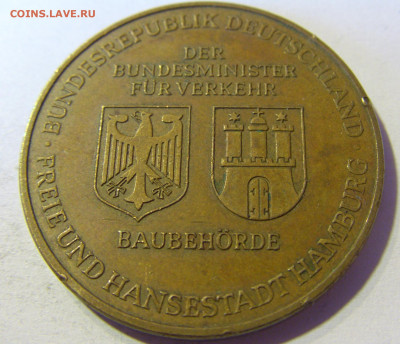 COINS.LAVE.RU
· BUNDESREPUBLIK DEUTSCHLAND ·
DER
BUNDESMINISTER
FÜR VERKEHR
BAUBEHÖRDE
FREIE UND HANSESTADT HAMBURG